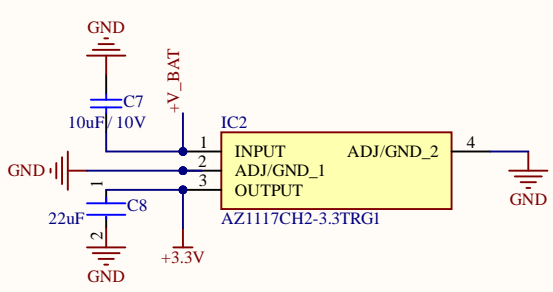 GND
+V_BAT
C7
10uF/10V
IC2
1
INPUT
ADJ/GND_2
4
GND
2
ADJ/GND_1
3
OUTPUT
1
C8
22uF
2
AZ1117CH2-3.3TRG1
GND
+3.3V
GND